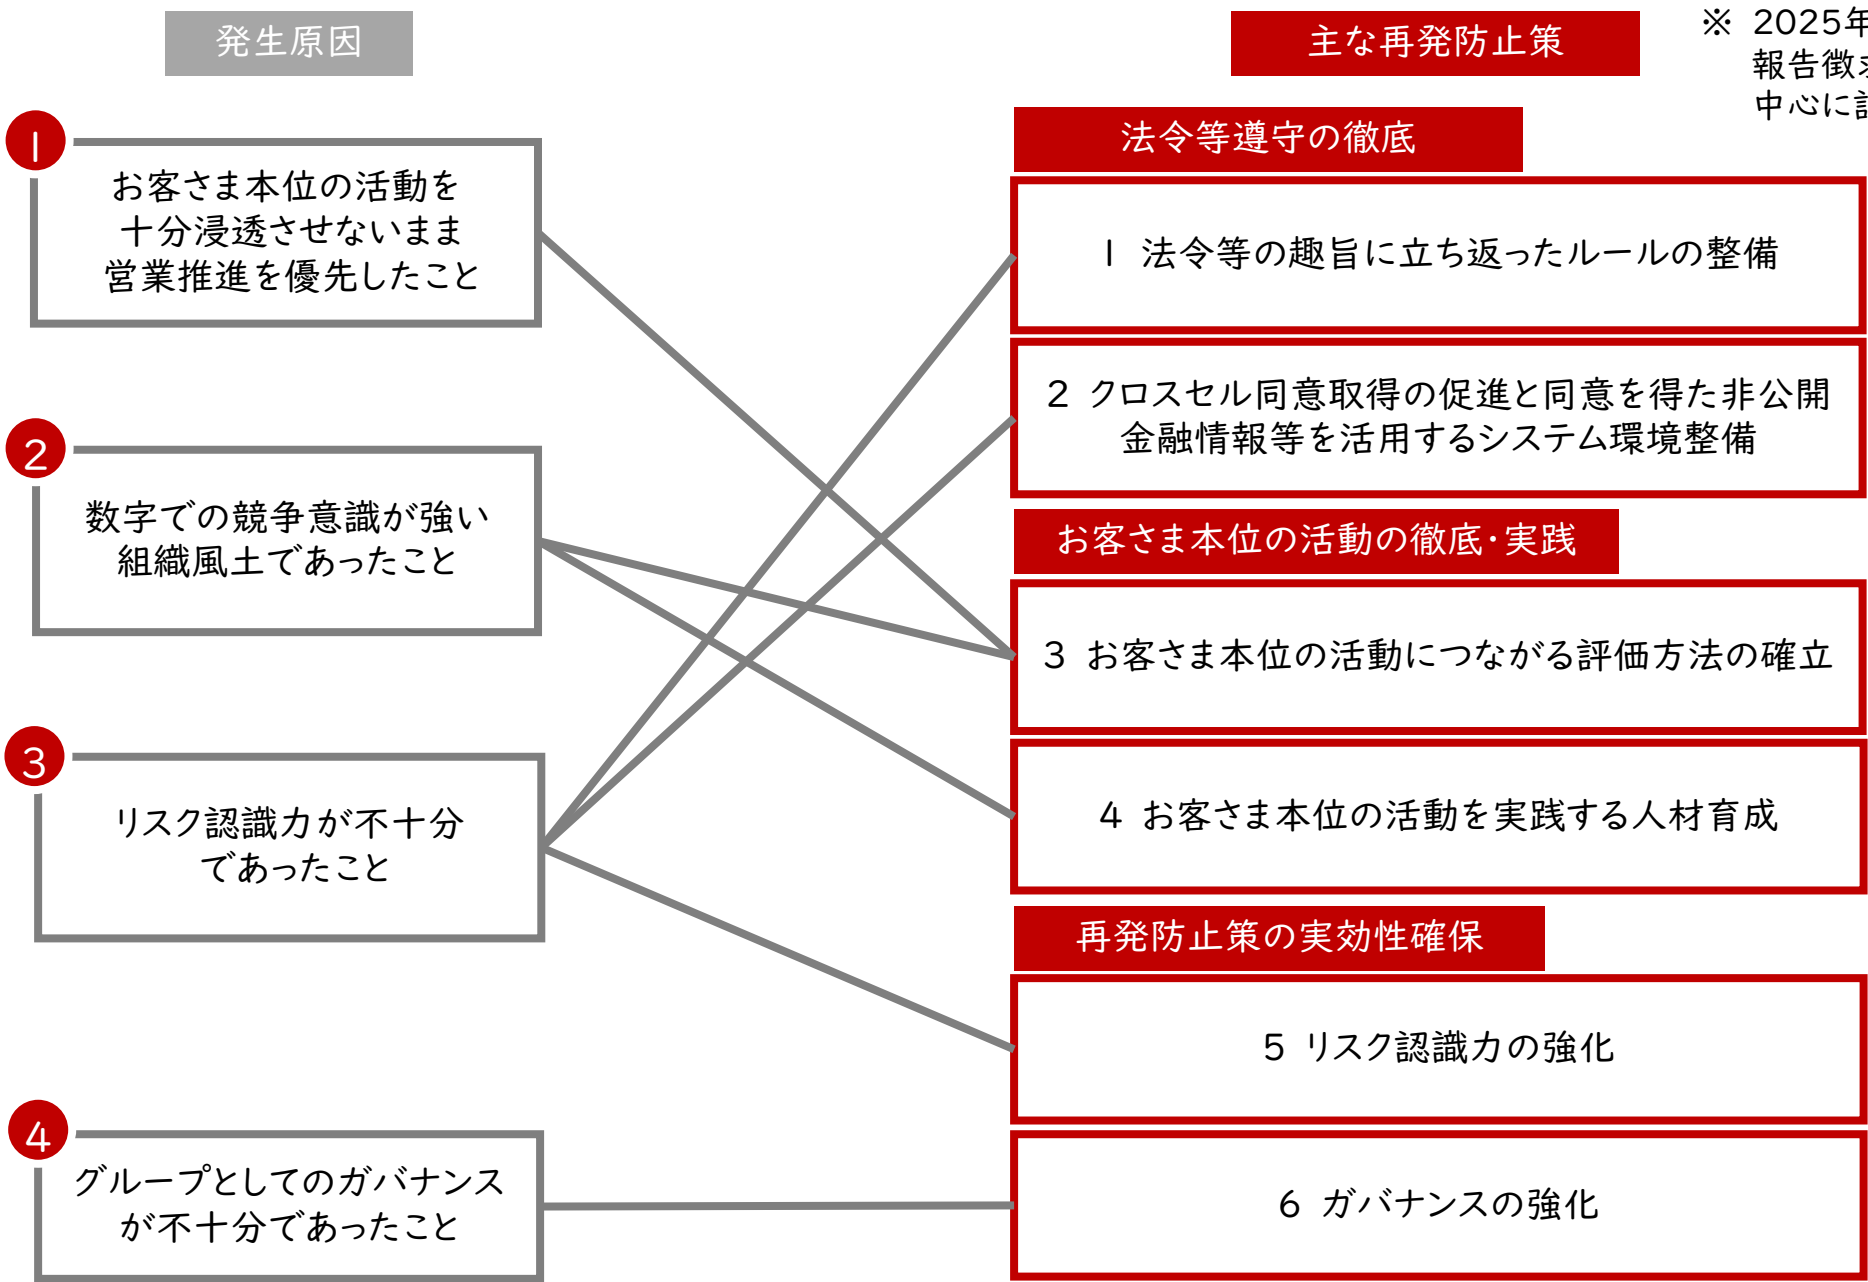 発生原因
主な再発防止策
※ 2025年
報告徴求
中心に
1
お客さま本位の活動を
十分浸透させないまま
営業推進を優先したこと
2
数字での競争意識が強い
組織風土であったこと
3
リスク認識力が不十分
であったこと
4
グループとしてのガバナンス
が不十分であったこと
法令等遵守の徹底
1 法令等の趣旨に立ち返ったルールの整備
2 クロスセル同意取得の促進と同意を得た非公開
金融情報等を活用するシステム環境整備
お客さま本位の活動の徹底・実践
3 お客さま本位の活動につながる評価方法の確立
4 お客さま本位の活動を実践する人材育成
再発防止策の実効性確保
5 リスク認識力の強化
6 ガバナンスの強化